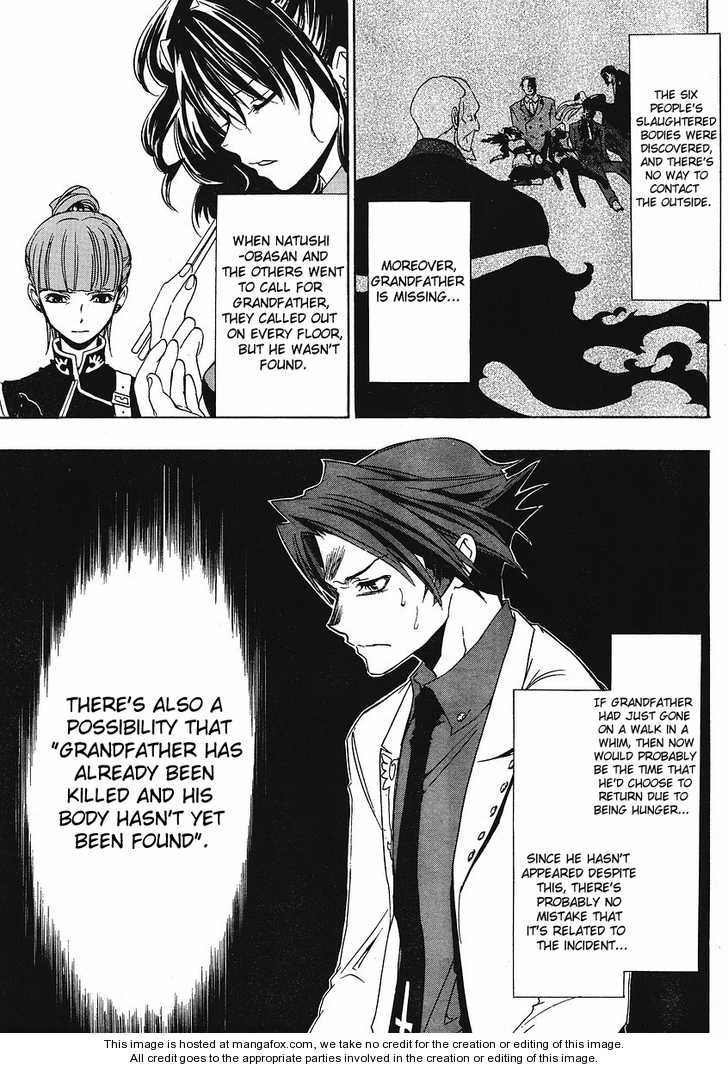 THE SIX
PEOPLE'S
SLAUGHTERED
BODIES WERE
DISCOVERED,
AND THERE'S
NO WAY TO
CONTACT
THE OUTSIDE.
MOREOVER,
GRANDFATHER
IS MISSING...
WHEN NATUSHI
-OBASAN AND
THE OTHERS WENT
TO CALL FOR
GRANDFATHER,
THEY CALLED OUT
ON EVERY FLOOR,
BUT HE WASN'T
FOUND.
IF GRANDFATHER
HAD JUST GONE
ON A WALK IN A
WHIM, THEN NOW
WOULD PROBABLY
BE THE TIME THAT
HE'D CHOOSE TO
RETURN DUE TO
BEING HUNGER...
SINCE HE HASN'T
APPEARED DESPITE
THIS, THERE'S
PROBABLY NO
MISTAKE THAT
IT'S RELATED TO
THE INCIDENT...
THERE'S ALSO A
POSSIBILITY THAT
"GRANDFATHER HAS
ALREADY BEEN
KILLED AND HIS
BODY HASN'T YET
BEEN FOUND".
This image is hosted at mangafox.com, we take no credit for the creation or editing of this image.
All credit goes to the appropriate parties involved in the creation or editing of this image.